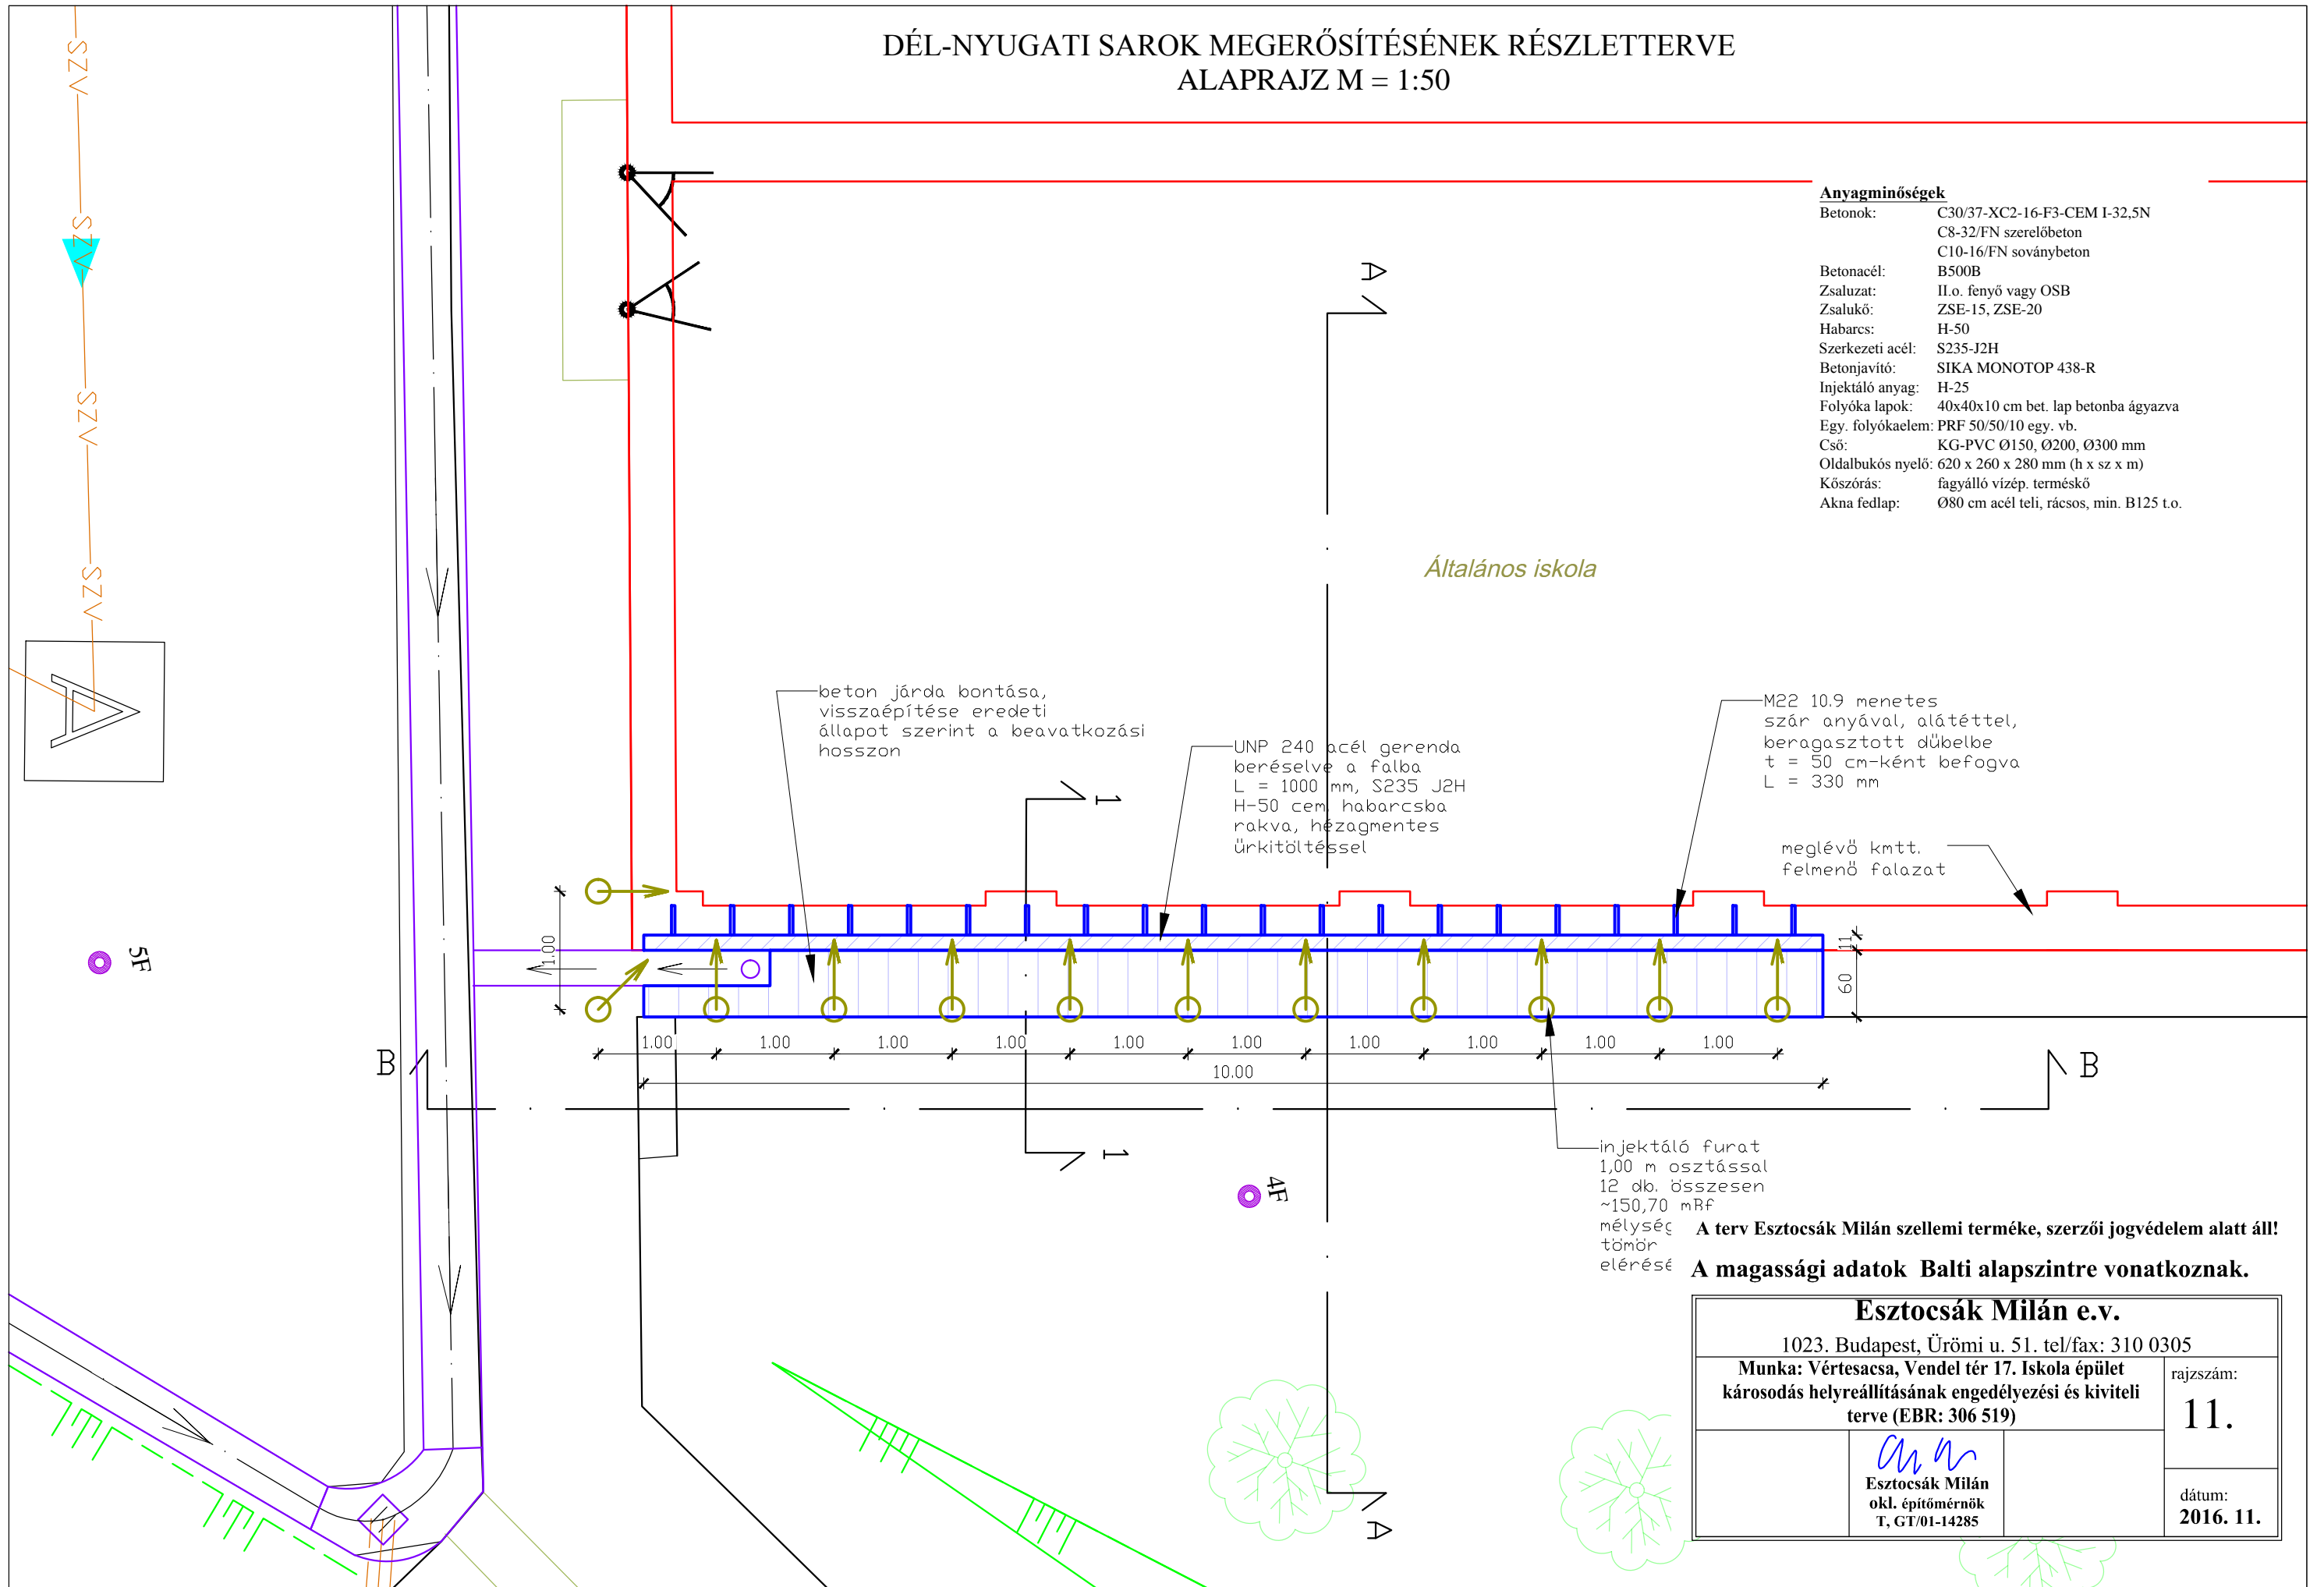 DÉL-NYUGATI SAROK MEGERŐSÍTÉSÉNEK RÉSZLETTERVE
ALAPRAJZ M = 1:50
SZV
SZV
SZV
SZV
A
Anyagminőségek
Betonok: C30/37-XC2-16-F3-CEM I-32,5N
C8-32/FN szerelőbeton
C10-16/FN soványbeton
Betonacél: B500B
Zsaluzat: II.o. fenyő vagy OSB
Zsalukő: ZSE-15, ZSE-20
Habarcs: H-50
Szerkezeti acél: S235-J2H
Betonjavító: SIKA MONOTOP 438-R
Injektáló anyag: H-25
Folyóka lapok: 40x40x10 cm bet. lap betonba ágyazva
Egy. folyókaelem: PRF 50/50/10 egy. vb.
Cső: KG-PVC Ø150, Ø200, Ø300 mm
Oldalbukós nyelő: 620 x 260 x 280 mm (h x sz x m)
Kőszórás: fagyálló vízép. terméskő
Akna fedlap: Ø80 cm acél teli, rácsos, min. B125 t.o.
Általános iskola
A
beton járda bontása,
visszaépítése eredeti
állapot szerint a beavatkozási
hosszon
UNP 240 acél gerenda
beréselve a falba
L = 1000 mm, S235 J2H
H-50 cem. habarcsba
rakva, hézagmentes
űrkitöltéssel
M22 10.9 menetes
szár anyával, alátéttel,
beragasztott dűbelbe
t = 50 cm-ként befogva
L = 330 mm
meglévő kmtt.
felmenő falazat
1
5F
1.00
11
60
1.00 1.00 1.00 1.00 1.00 1.00 1.00 1.00 1.00 1.00
10.00
B B
1
4F
injektáló furat
1,00 m osztással
12 db. összesen
~150,70 mBf
mélység
tömör
elérésé
A terv Esztocsák Milán szellemi terméke, szerzői jogvédelem alatt áll!
A magassági adatok Balti alapszintre vonatkoznak.
Esztocsák Milán e.v.
1023. Budapest, Ürömi u. 51. tel/fax: 310 0305
Munka: Vértesacsa, Vendel tér 17. Iskola épület
károsodás helyreállításának engedélyezési és kiviteli
terve (EBR: 306 519)
rajzszám:
11.
Esztocsák Milán
okl. építőmérnök
T, GT/01-14285
dátum:
2016. 11.
A